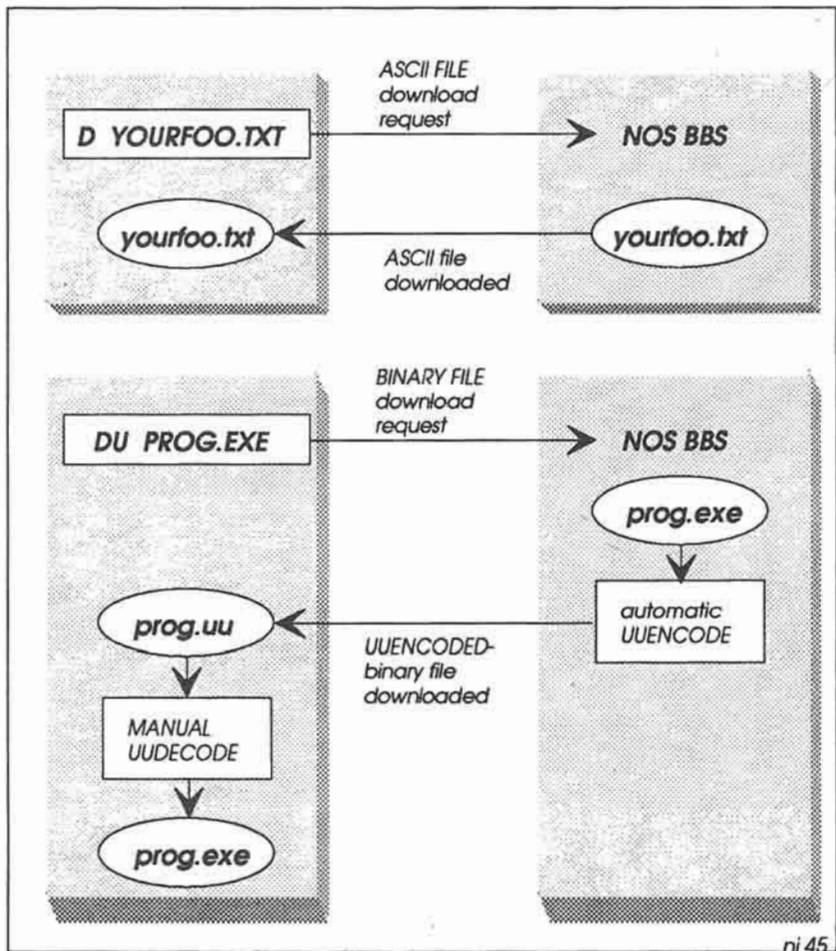 ASCII FILE
download
request
D YOURFOO.TXT
NOS BBS
yourfoo.txt
yourfoo.txt
ASCII file
downloaded
BINARY FILE
download
request
DU PROG.EXE
NOS BBS
prog.exe
automatic
UUENCODE
prog.uu
UUENCODED-
binary file
downloaded
MANUAL
UUDECODE
prog.exe
ni 45